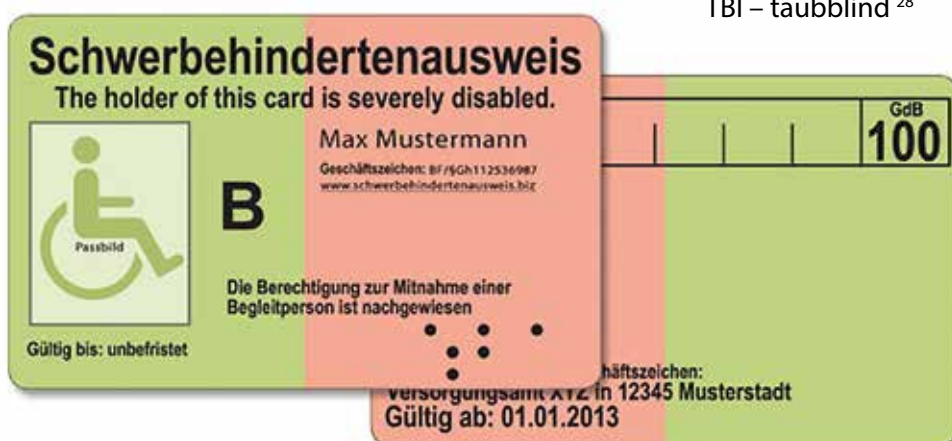 TBl – taubblind 28
Schwerbehindertenausweis
The holder of this card is severely disabled.
Max Mustermann
Geschäftszeichen: BF/§Gh112536987
www.schwerbehindertenausweis.biz
B
Passbild
Die Berechtigung zur Mitnahme einer
Begleitperson ist nachgewiesen
Gültig bis: unbefristet
GdB
100
häftszeichen:
Versorgungsamt XYZ in 12345 Musterstadt
Gültig ab: 01.01.2013